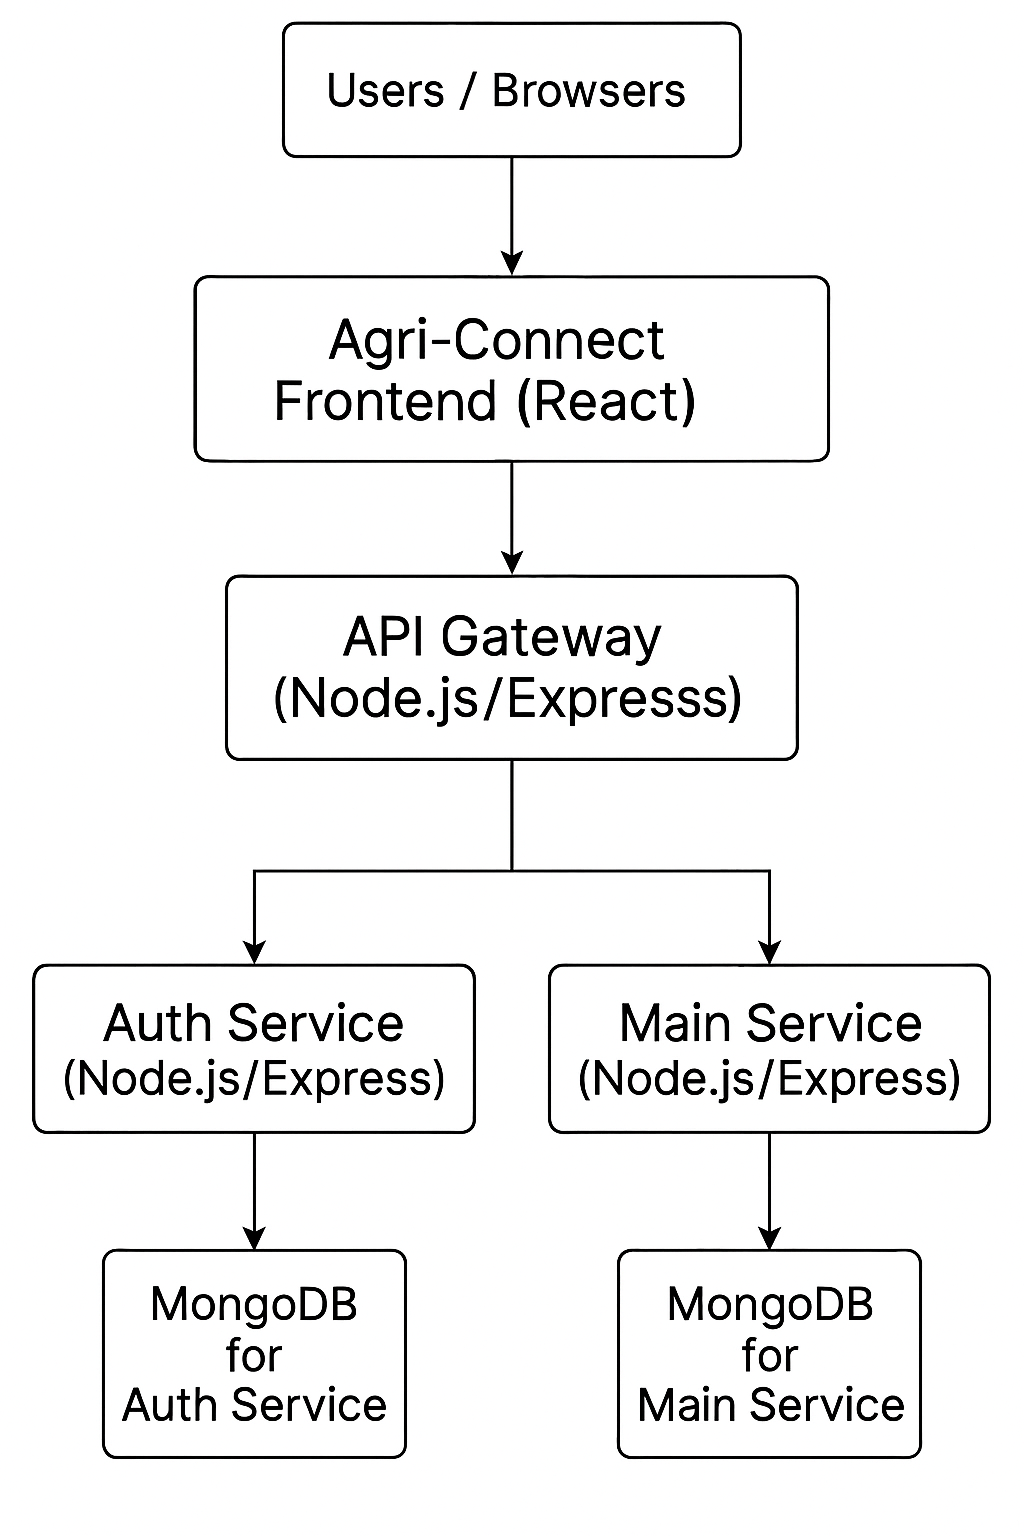 Users / Browsers
Agri-Connect
Frontend (React)
API Gateway
(Node.js/Expresss)
Auth Service
(Node.js/Express)
Main Service
(Node.js/Express)
MongoDB
for
Auth Service
MongoDB
for
Main Service